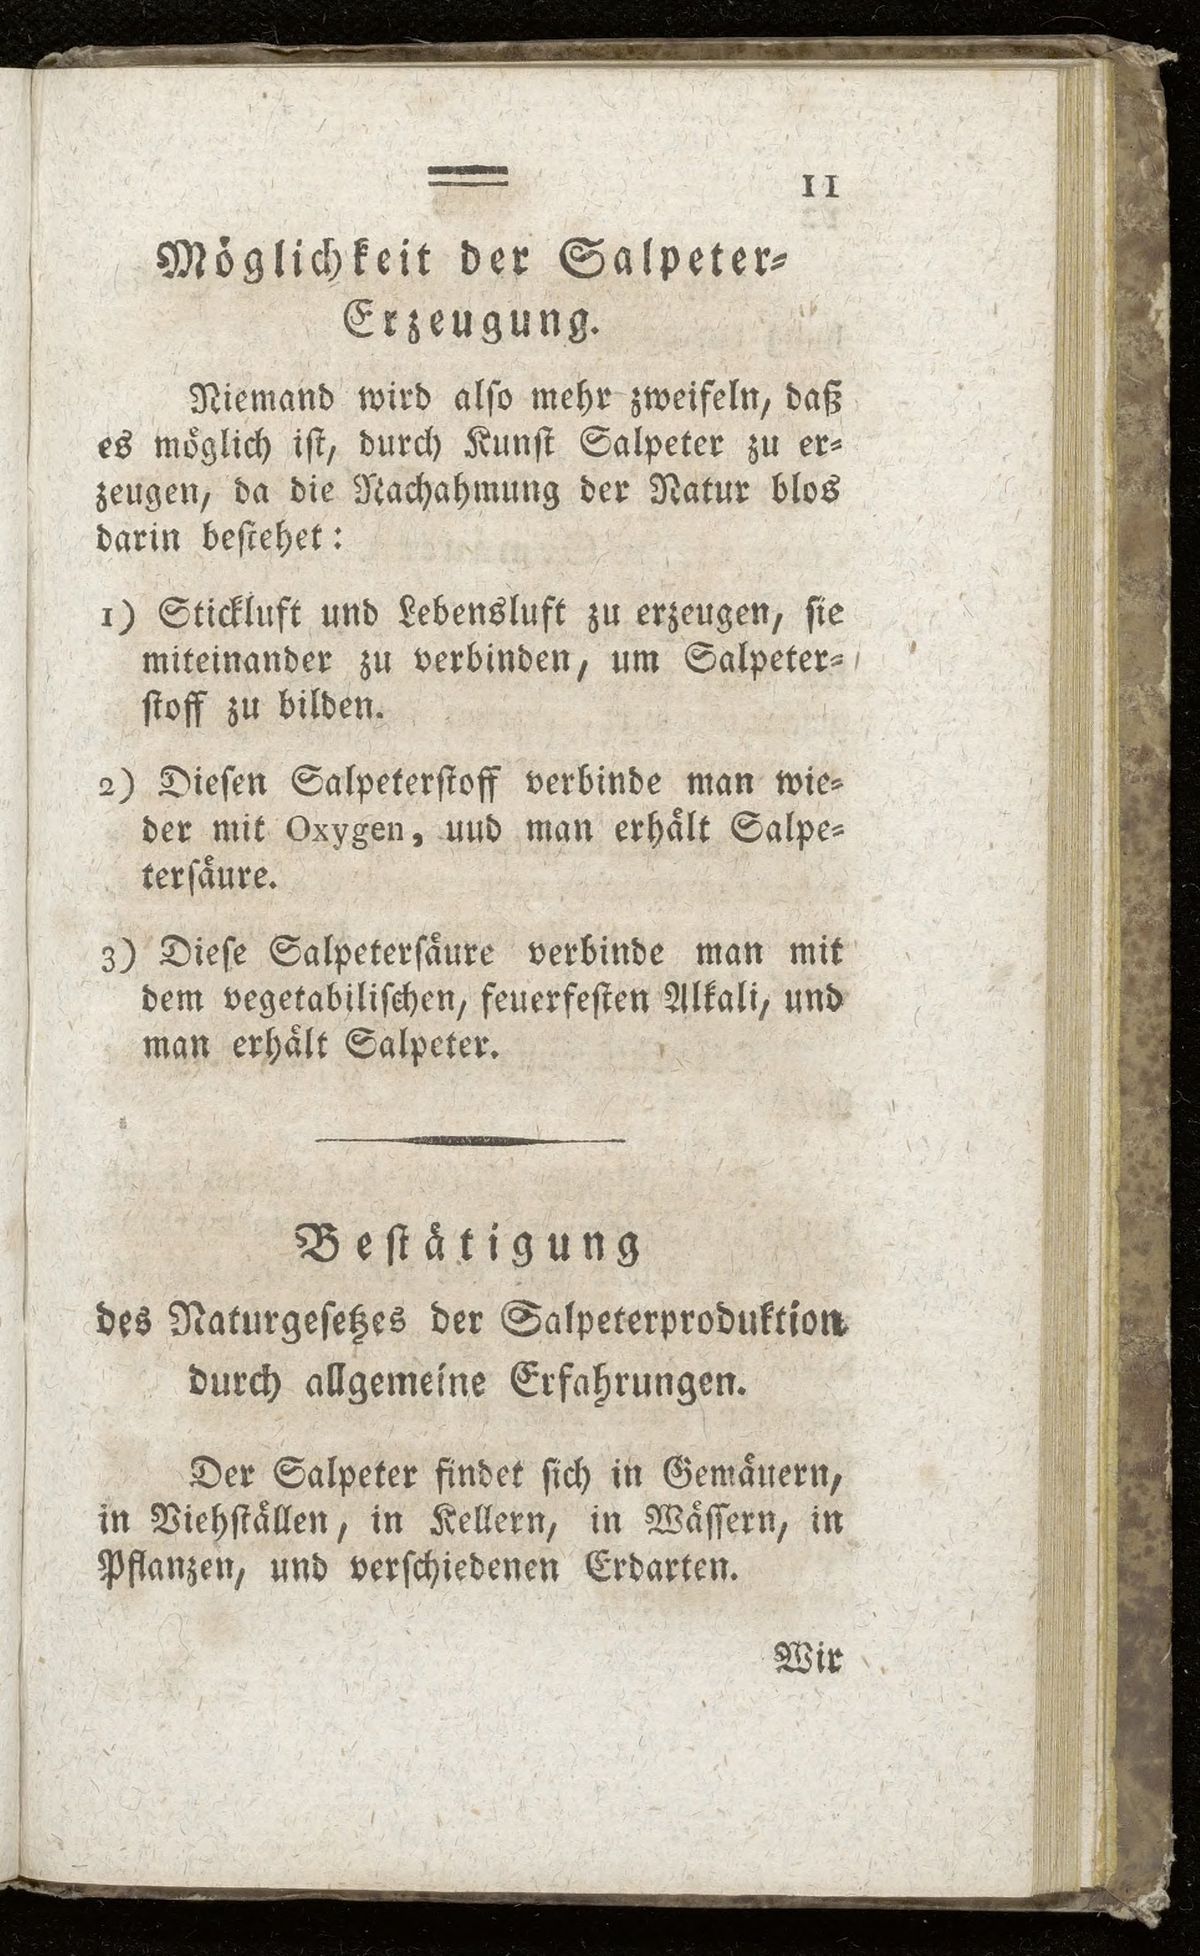 11
Möglichkeit der Salpeter-
Erzeugung.
Niemand wird also mehr zweifeln, daß
es möglich ist, durch Kunst Salpeter zu er-
zeugen, da die Nachahmung der Natur blos
darin bestehet:
1) Stickluft und Lebensluft zu erzeugen, sie
miteinander zu verbinden, um Salpeter-
stoff zu bilden.
2) Diesen Salpeterstoff verbinde man wie-
der mit Oxygen, uud man erhält Salpe-
tersäure.
3) Diese Salpetersäure verbinde man mit
dem vegetabilischen, feuerfesten Alkali, und
man erhält Salpeter.
Bestätigung
des Naturgesetzes der Salpeterproduktion
durch allgemeine Erfahrungen.
Der Salpeter findet sich in Gemäuern,
in Viehställen, in Kellern, in Wässern, in
Pflanzen, und verschiedenen Erdarten.
Wir